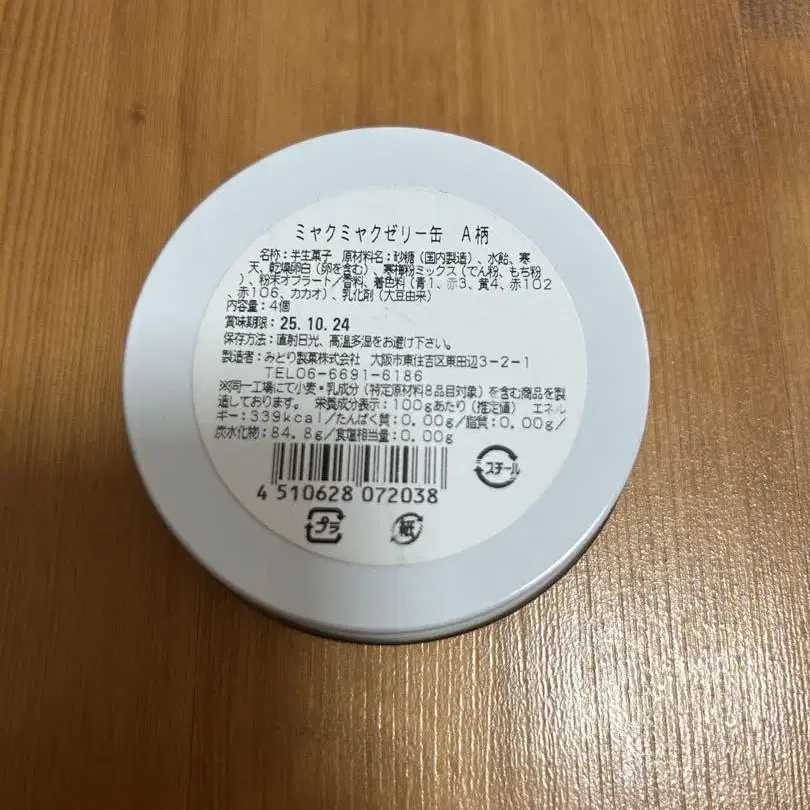 ミャクミャクゼリー缶 A柄
名称：半生菓子 原材料名：砂糖（国内製造）、水飴、寒
天、乾燥卵白（卵を含む）、寒梅粉ミックス（でん粉、もち粉
）、粉末オブラート／香料、着色料（青1、赤3、黄4、赤102
、赤106、カカオ）、乳化剤（大豆由来）
内容量：4個
賞味期限：25.10.24
保存方法：直射日光、高温多湿をお避け下さい。
製造者：みどり製菓株式会社 大阪市東住吉区東田辺3-2-1
TEL06-6691-6186
※同一工場にて小麦・乳成分（特定原材料8品目対象）を含む商品を製
造しております。 栄養成分表示：100gあたり（推定値） エネル
ギー：339kcal/たんぱく質：0.00g/脂質：0.00g/
炭水化物：84.8g/食塩相当量：0.00g
スチール
4 510628 072038
プラ
紙